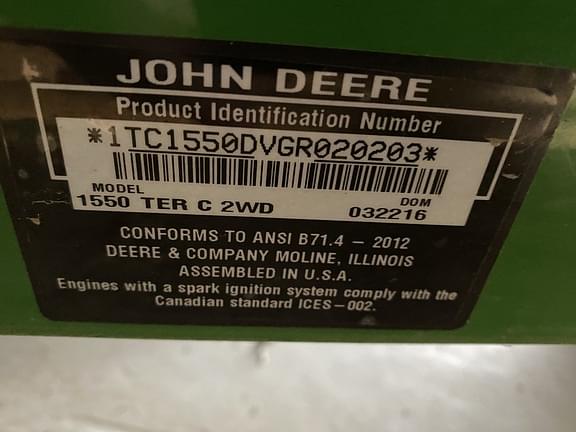 JOHN DEERE
Product Identification Number
*1TC1550DVGR020203*
MODEL DOM
1550 TER C 2WD 032216
CONFORMS TO ANSI B71.4 – 2012
DEERE & COMPANY MOLINE, ILLINOIS
ASSEMBLED IN U.S.A.
Engines with a spark ignition system comply with the
Canadian standard ICES–002.